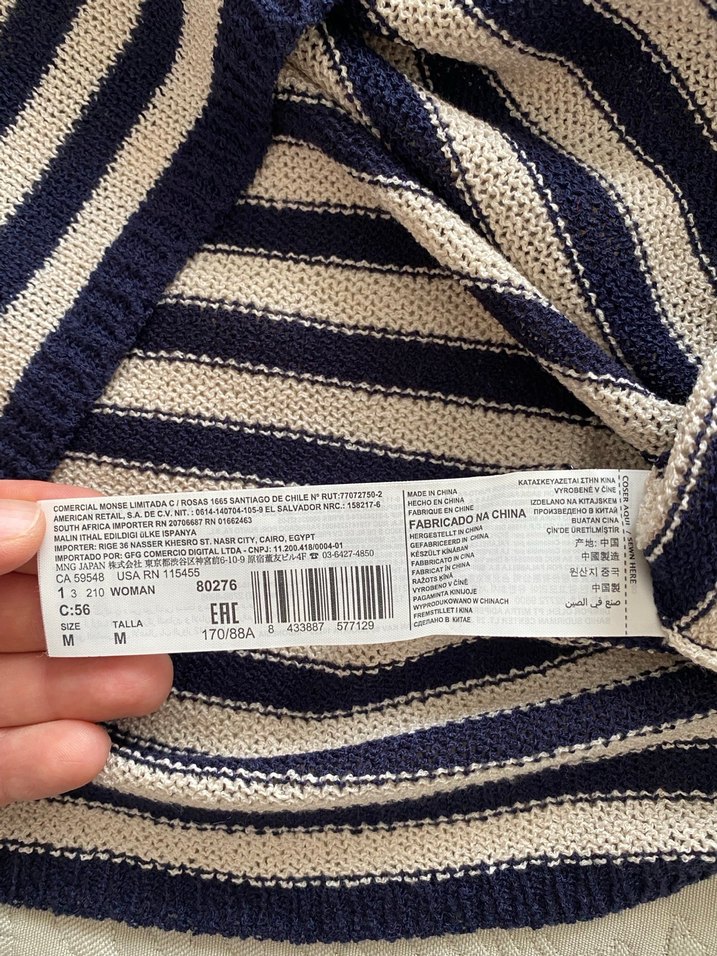 COMERCIAL MONSE LIMITADA C / ROSAS 1665 SANTIAGO DE CHILE Nº RUT:77072750-2
AMERICAN RETAIL, S.A. DE C.V. NIT. : 0614-140704-105-9 EL SALVADOR NRC.: 158217-6
SOUTH AFRICA IMPORTER RN 20706687 RN 01662463
MALIN ITHAL EDILDIGI ULKE ISPANYA
IMPORTER: RIGE 36 NASSER KHESRO ST. NASR CITY, CAIRO, EGYPT
IMPORTADO POR: GFG COMERCIO DIGITAL LTDA - CNPJ: 11.200.418/0004-01
MNG JAPAN 株式会社 東京都渋谷区神宮前6-10-9 原宿董友ビル4F ☎ 03-6427-4850
CA 59548 USA RN 115455
1 3 210 WOMAN 80276
C:56
SIZE TALLA
M M
EAC
170/88A
8 433887 577129
MADE IN CHINA
HECHO EN CHINA
FABRIQUE EN CHINE
FABRICADO NA CHINA
HERGESTELLT IN CHINA
GEFABRICEERD IN CHINA
KÉSZÜLT KÍNÁBAN
FABBRICATO IN CINA
FABRICAT ÎN CHINA
RAŽOTS ĶĪNĀ
VYROBENO V ČÍNĚ
PAGAMINTA KINIJOJE
WYPRODUKOWANO W CHINACH
FREMSTILLET I KINA
СДЕЛАНО В КИТАЕ
ΚΑΤΑΣΚΕΥΑΖΕΤΑΙ ΣΤΗΝ ΚΙΝΑ
VYROBENÉ V ČÍNE
IZDELANO NA KITAJSKEM
ПРОИЗВЕДЕНО В КИТАЙ
BUATAN CINA
ÇİN'DE ÜRETİLMİŞTİR
产地: 中国
中國製造
원산지 중국
中国製
صنع في الصين
COSER AQUI - SEWN HERE